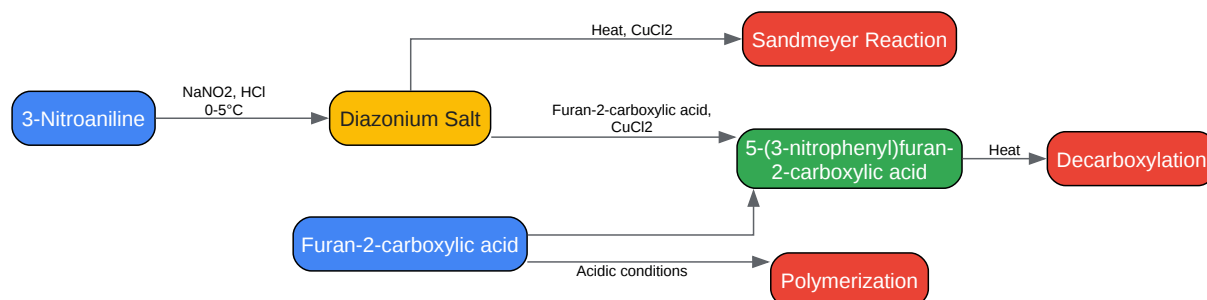 Heat, CuCl2
Sandmeyer Reaction
NaNO2, HCl
0-5°C
3-Nitroaniline
Diazonium Salt
Furan-2-carboxylic acid,
CuCl2
5-(3-nitrophenyl)furan-
2-carboxylic acid
Heat
Decarboxylation
Furan-2-carboxylic acid
Acidic conditions
Polymerization